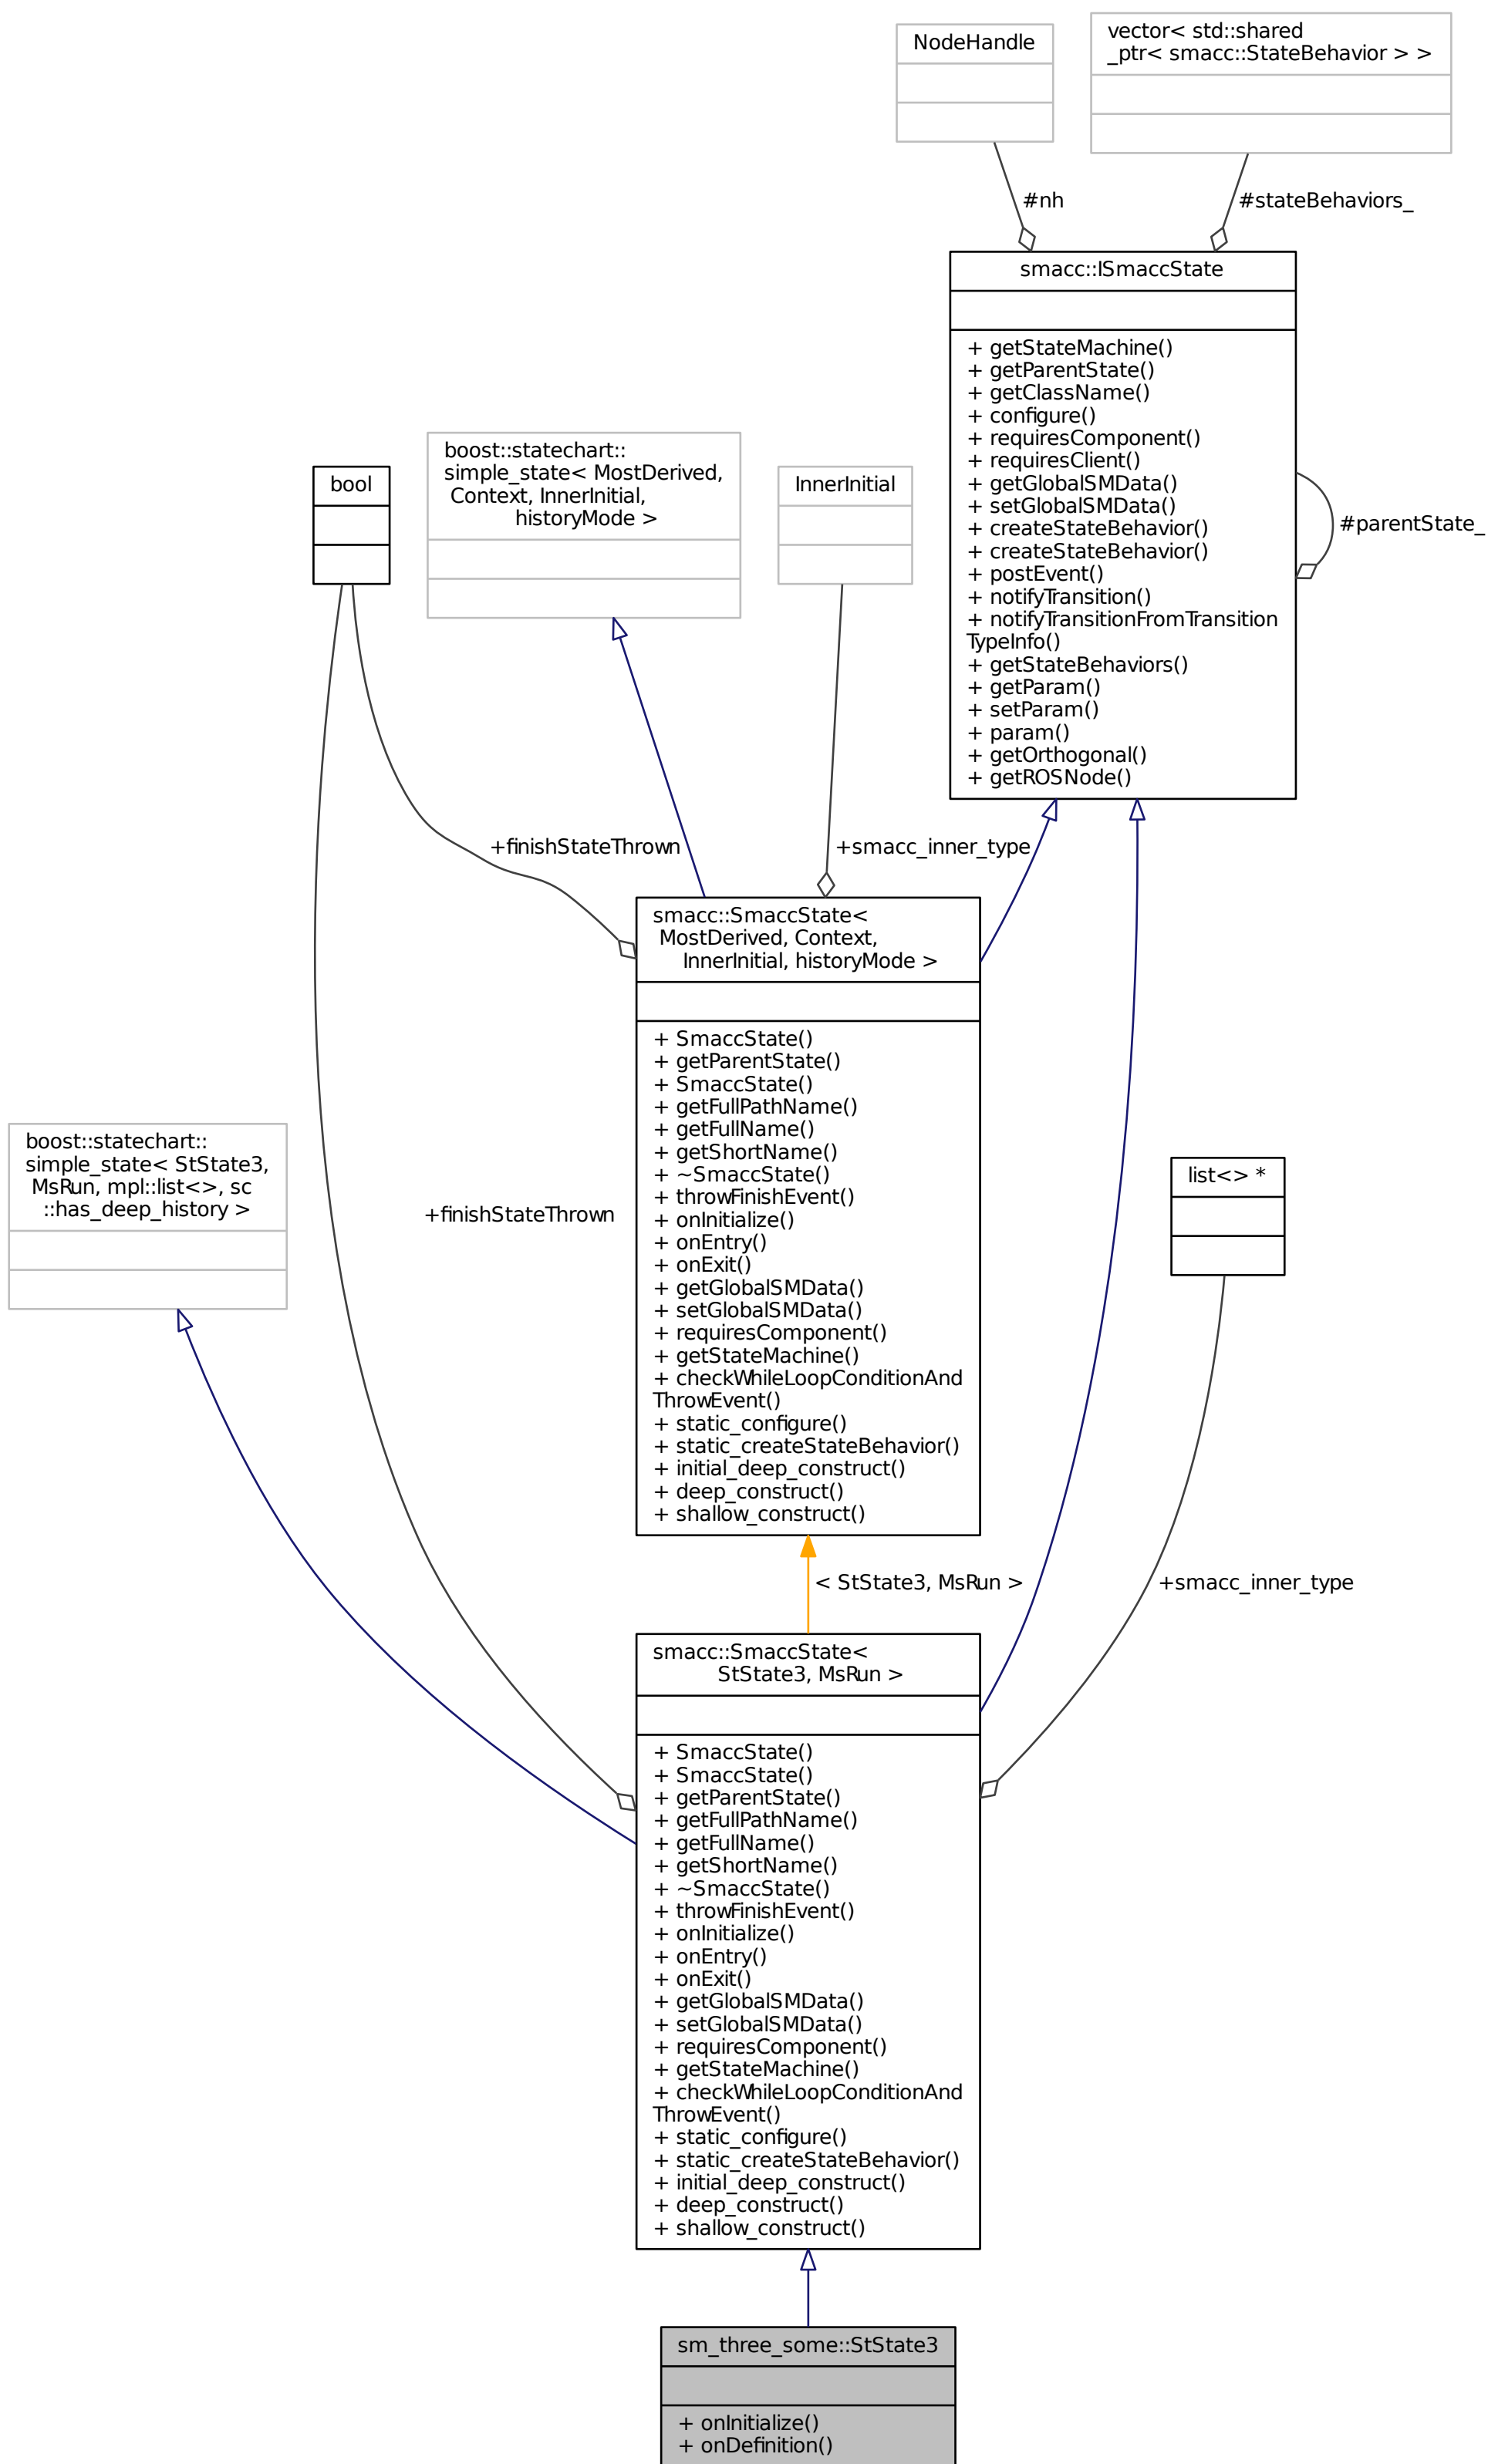 NodeHandle
vector< std::shared
_ptr< smacc::StateBehavior > >
#nh
#stateBehaviors_
smacc::ISmaccState
+ getStateMachine()
+ getParentState()
+ getClassName()
+ configure()
+ requiresComponent()
+ requiresClient()
+ getGlobalSMData()
+ setGlobalSMData()
+ createStateBehavior()
+ createStateBehavior()
+ postEvent()
+ notifyTransition()
+ notifyTransitionFromTransition
TypeInfo()
+ getStateBehaviors()
+ getParam()
+ setParam()
+ param()
+ getOrthogonal()
+ getROSNode()
#parentState_
bool
boost::statechart::
simple_state< MostDerived,
Context, InnerInitial,
historyMode >
InnerInitial
+finishStateThrown
+smacc_inner_type
smacc::SmaccState<
MostDerived, Context,
InnerInitial, historyMode >
+ SmaccState()
+ getParentState()
+ SmaccState()
+ getFullPathName()
+ getFullName()
+ getShortName()
+ ~SmaccState()
+ throwFinishEvent()
+ onInitialize()
+ onEntry()
+ onExit()
+ getGlobalSMData()
+ setGlobalSMData()
+ requiresComponent()
+ getStateMachine()
+ checkWhileLoopConditionAnd
ThrowEvent()
+ static_configure()
+ static_createStateBehavior()
+ initial_deep_construct()
+ deep_construct()
+ shallow_construct()
boost::statechart::
simple_state< StState3,
MsRun, mpl::list<>, sc
::has_deep_history >
+finishStateThrown
list<> *
< StState3, MsRun >
+smacc_inner_type
smacc::SmaccState<
StState3, MsRun >
+ SmaccState()
+ SmaccState()
+ getParentState()
+ getFullPathName()
+ getFullName()
+ getShortName()
+ ~SmaccState()
+ throwFinishEvent()
+ onInitialize()
+ onEntry()
+ onExit()
+ getGlobalSMData()
+ setGlobalSMData()
+ requiresComponent()
+ getStateMachine()
+ checkWhileLoopConditionAnd
ThrowEvent()
+ static_configure()
+ static_createStateBehavior()
+ initial_deep_construct()
+ deep_construct()
+ shallow_construct()
sm_three_some::StState3
+ onInitialize()
+ onDefinition()